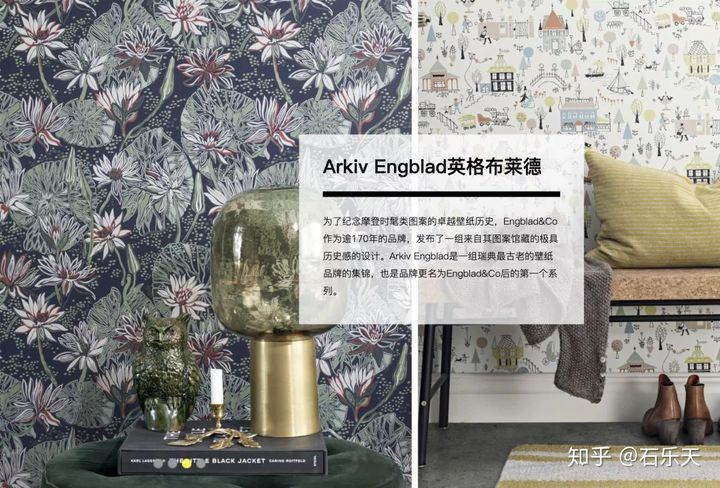 Arkiv Engblad英格布莱德
为了纪念摩登时髦类图案的卓越壁纸历史，Engblad&Co
作为逾170年的品牌，发布了一组来自其图案馆藏的极具
历史感的设计。Arkiv Engblad是一组瑞典最古老的壁纸
品牌的集锦，也是品牌更名为Engblad&Co后的第一个系
列。
KARL LAGERFELD THE LITTLE BLACK JACKET CARINE ROITFELD
知乎 @石乐天